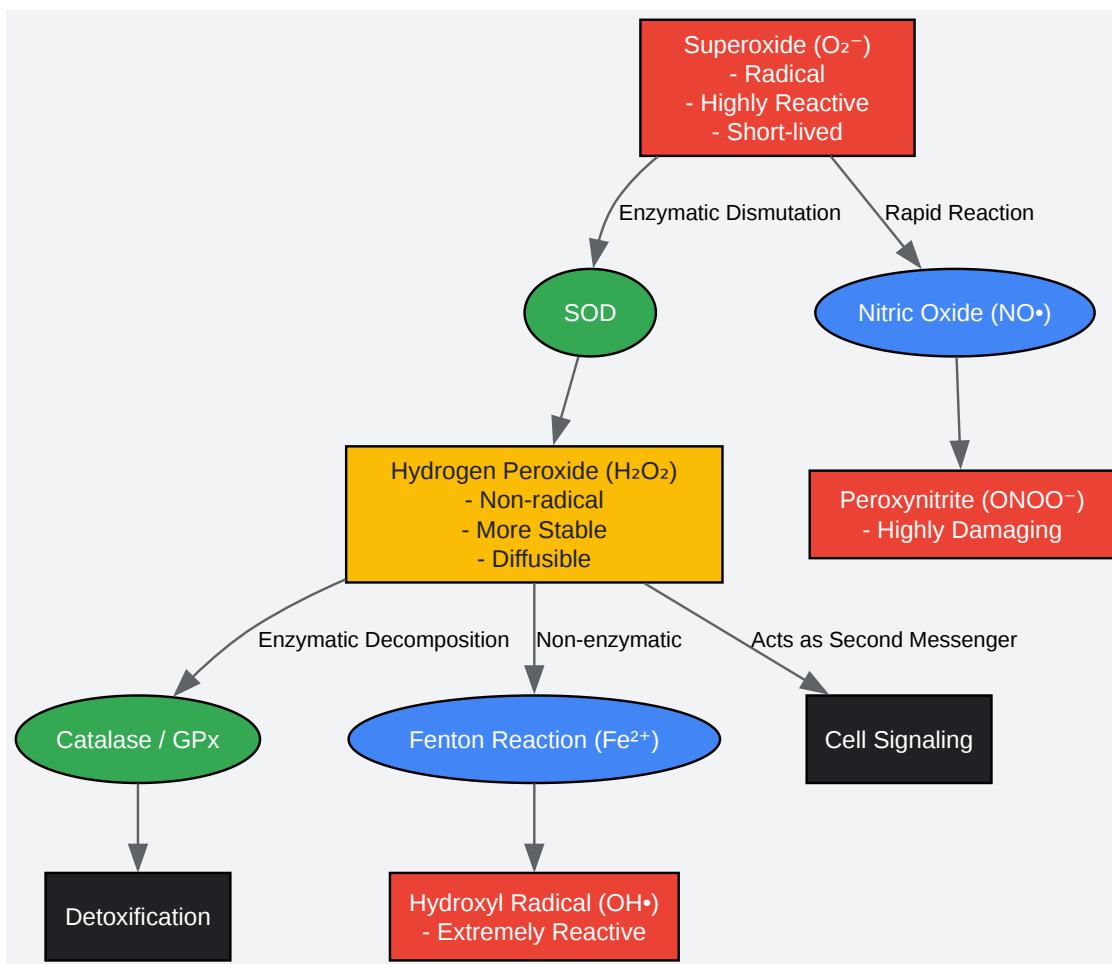 Superoxide (O₂⁻)
- Radical
- Highly Reactive
- Short-lived
Enzymatic Dismutation
Rapid Reaction
SOD
Nitric Oxide (NO•)
Hydrogen Peroxide (H₂O₂)
- Non-radical
- More Stable
- Diffusible
Peroxynitrite (ONOO⁻)
- Highly Damaging
Enzymatic Decomposition
Non-enzymatic
Acts as Second Messenger
Catalase / GPx
Fenton Reaction (Fe²⁺)
Cell Signaling
Detoxification
Hydroxyl Radical (OH•)
- Extremely Reactive